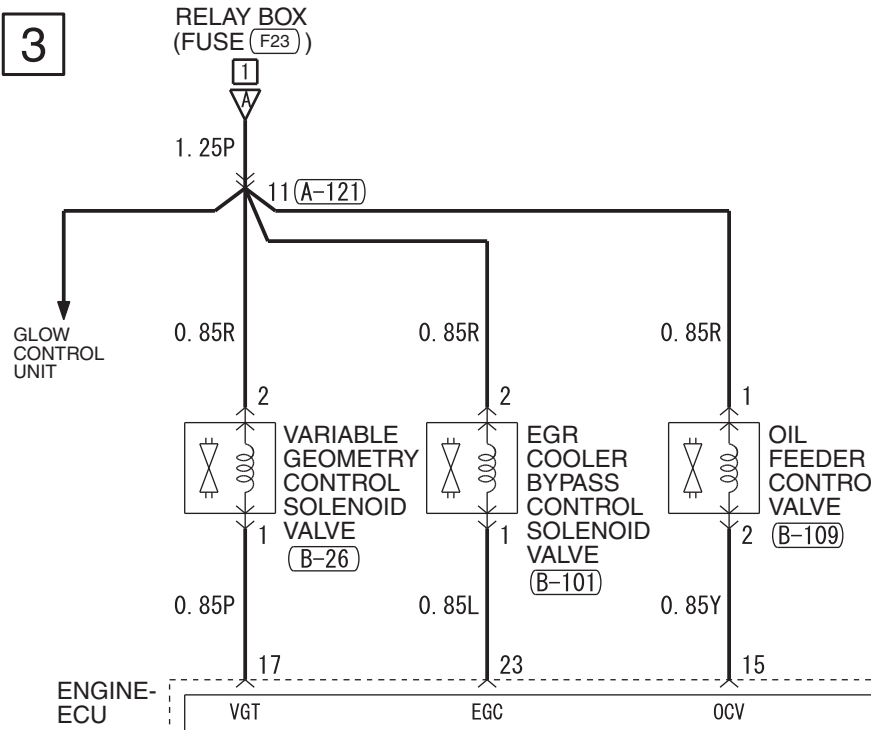 3
RELAY BOX
(FUSE F23)
1
A
1.25P
11 A-121
GLOW
CONTROL
UNIT
0.85R
0.85R
0.85R
2
2
1
VARIABLE
GEOMETRY
CONTROL
SOLENOID
VALVE
B-26
EGR
COOLER
BYPASS
CONTROL
SOLENOID
VALVE
B-101
OIL
FEEDER
CONTRO
VALVE
B-109
1
1
2
0.85P
0.85L
0.85Y
17
23
15
ENGINE-
ECU
VGT
EGC
OCV